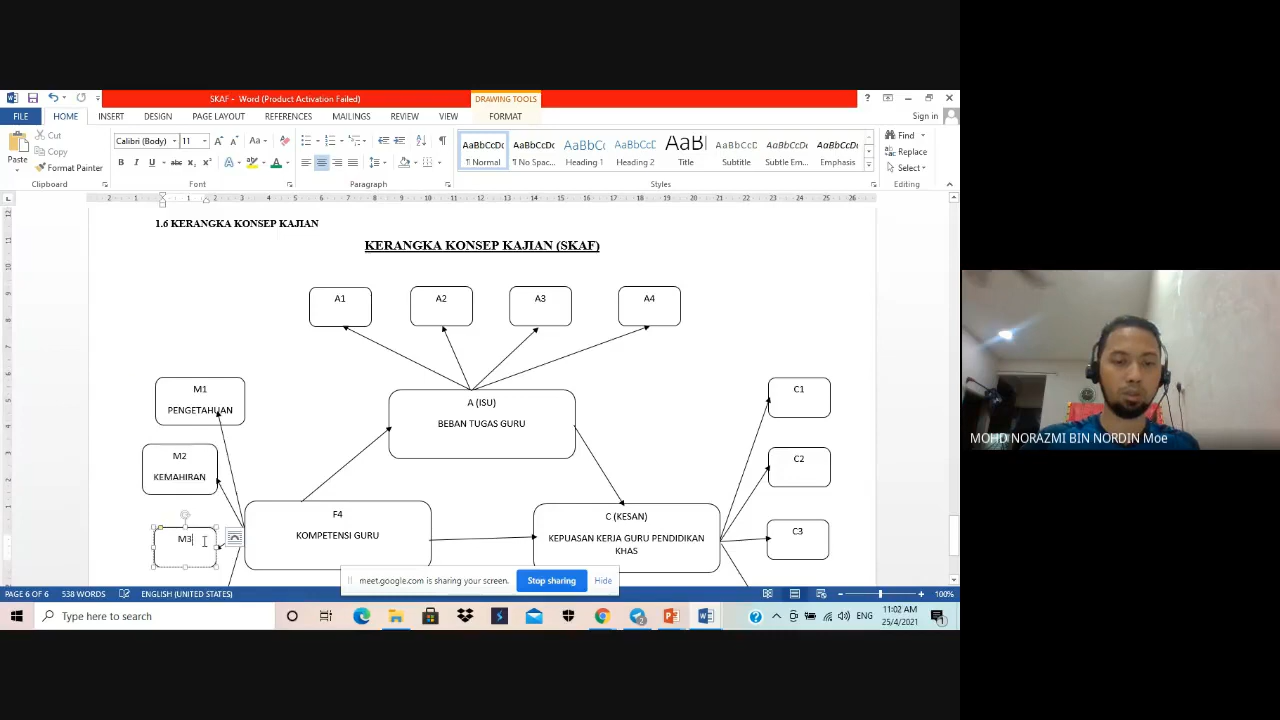 SKAF - Word (Product Activation Failed)
DRAWING TOOLS
FILE HOME INSERT DESIGN PAGE LAYOUT REFERENCES MAILINGS REVIEW VIEW FORMAT Sign in
Paste
Cut
Copy
Format Painter
Clipboard
Calibri (Body) 11
Font
Paragraph
AaBbCcDc AaBbCcDc AaBbCc AaBbCc AaBb AaBbCcD AaBbCcDc AaBbCcDc
¶ Normal ¶ No Spac... Heading 1 Heading 2 Title Subtitle Subtle Em... Emphasis
Styles
Find
Replace
Select
Editing
1.6 KERANGKA KONSEP KAJIAN
KERANGKA KONSEP KAJIAN (SKAF)
A1 A2 A3 A4
M1
PENGETAHUAN
A (ISU)
BEBAN TUGAS GURU
C1
M2
KEMAHIRAN
C2
F4
KOMPETENSI GURU
C (KESAN)
KEPUASAN KERJA GURU PENDIDIKAN
KHAS
M3
C3
MOHD NORAZMI BIN NORDIN Moe
meet.google.com is sharing your screen. Stop sharing Hide
PAGE 6 OF 6 538 WORDS ENGLISH (UNITED STATES) 100%
Type here to search
ENG
11:02 AM
25/4/2021